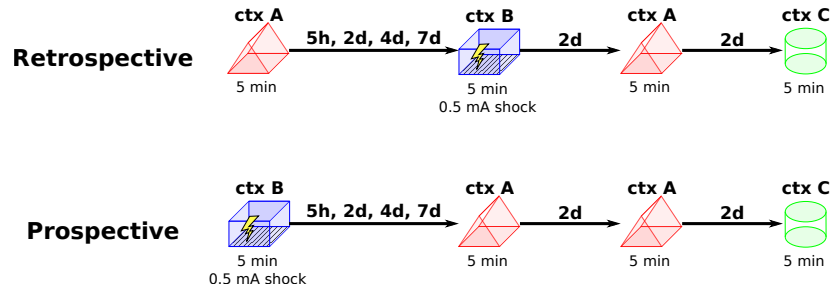 ctx A
ctx B
ctx A
ctx C
Retrospective
5h, 2d, 4d, 7d
2d
2d
5 min
5 min
5 min
5 min
0.5 mA shock
ctx B
ctx A
ctx A
ctx C
Prospective
5h, 2d, 4d, 7d
2d
2d
5 min
5 min
5 min
5 min
0.5 mA shock